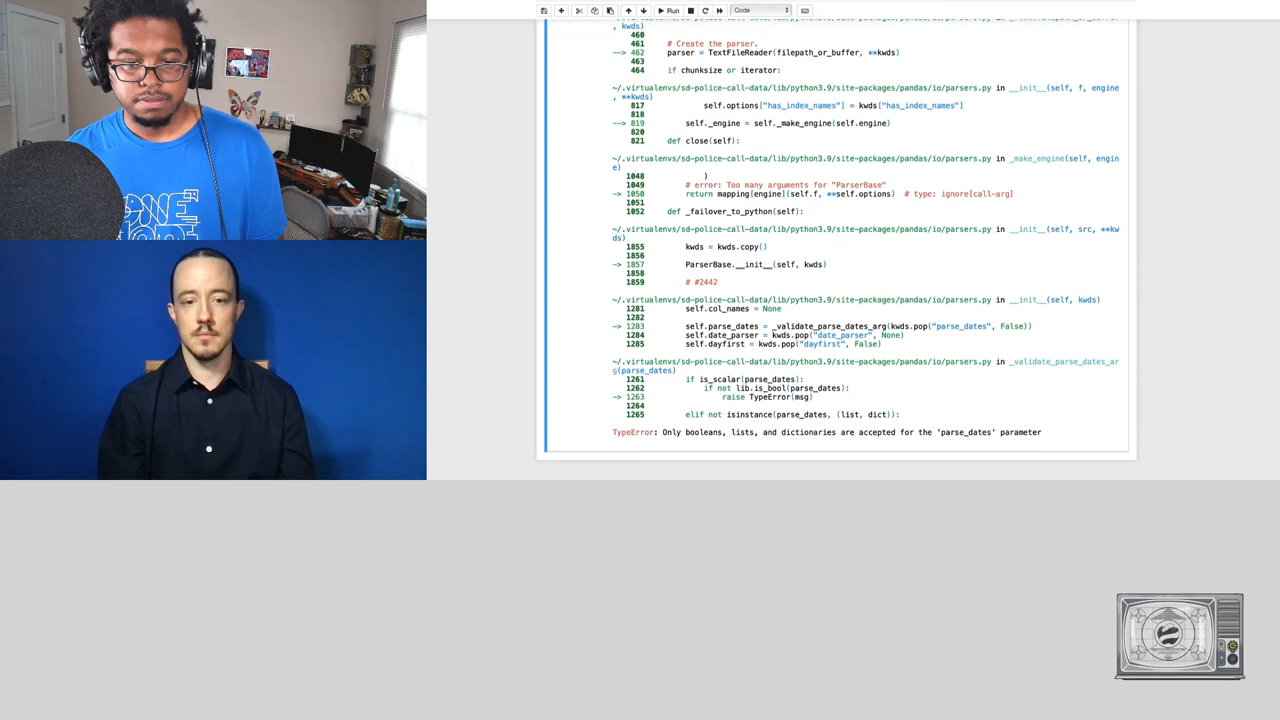 Run
Code
, kwds)
460
461 # Create the parser.
--> 462 parser = TextFileReader(filepath_or_buffer, **kwds)
463
464 if chunksize or iterator:
~/.virtualenvs/sd-police-call-data/lib/python3.9/site-packages/pandas/io/parsers.py in __init__(self, f, engine
, **kwds)
817 self.options["has_index_names"] = kwds["has_index_names"]
818
--> 819 self._engine = self._make_engine(self.engine)
820
821 def close(self):
~/.virtualenvs/sd-police-call-data/lib/python3.9/site-packages/pandas/io/parsers.py in _make_engine(self, engin
e)
1048 )
1049 # error: Too many arguments for "ParserBase"
-> 1050 return mapping[engine](self.f, **self.options) # type: ignore[call-arg]
1051
1052 def _failover_to_python(self):
~/.virtualenvs/sd-police-call-data/lib/python3.9/site-packages/pandas/io/parsers.py in __init__(self, src, **kw
ds)
1855 kwds = kwds.copy()
1856
-> 1857 ParserBase.__init__(self, kwds)
1858
1859 # #2442
~/.virtualenvs/sd-police-call-data/lib/python3.9/site-packages/pandas/io/parsers.py in __init__(self, kwds)
1281 self.col_names = None
1282
-> 1283 self.parse_dates = _validate_parse_dates_arg(kwds.pop("parse_dates", False))
1284 self.date_parser = kwds.pop("date_parser", None)
1285 self.dayfirst = kwds.pop("dayfirst", False)
~/.virtualenvs/sd-police-call-data/lib/python3.9/site-packages/pandas/io/parsers.py in _validate_parse_dates_ar
g(parse_dates)
1261 if is_scalar(parse_dates):
1262 if not lib.is_bool(parse_dates):
-> 1263 raise TypeError(msg)
1264
1265 elif not isinstance(parse_dates, (list, dict)):
TypeError: Only booleans, lists, and dictionaries are accepted for the 'parse_dates' parameter